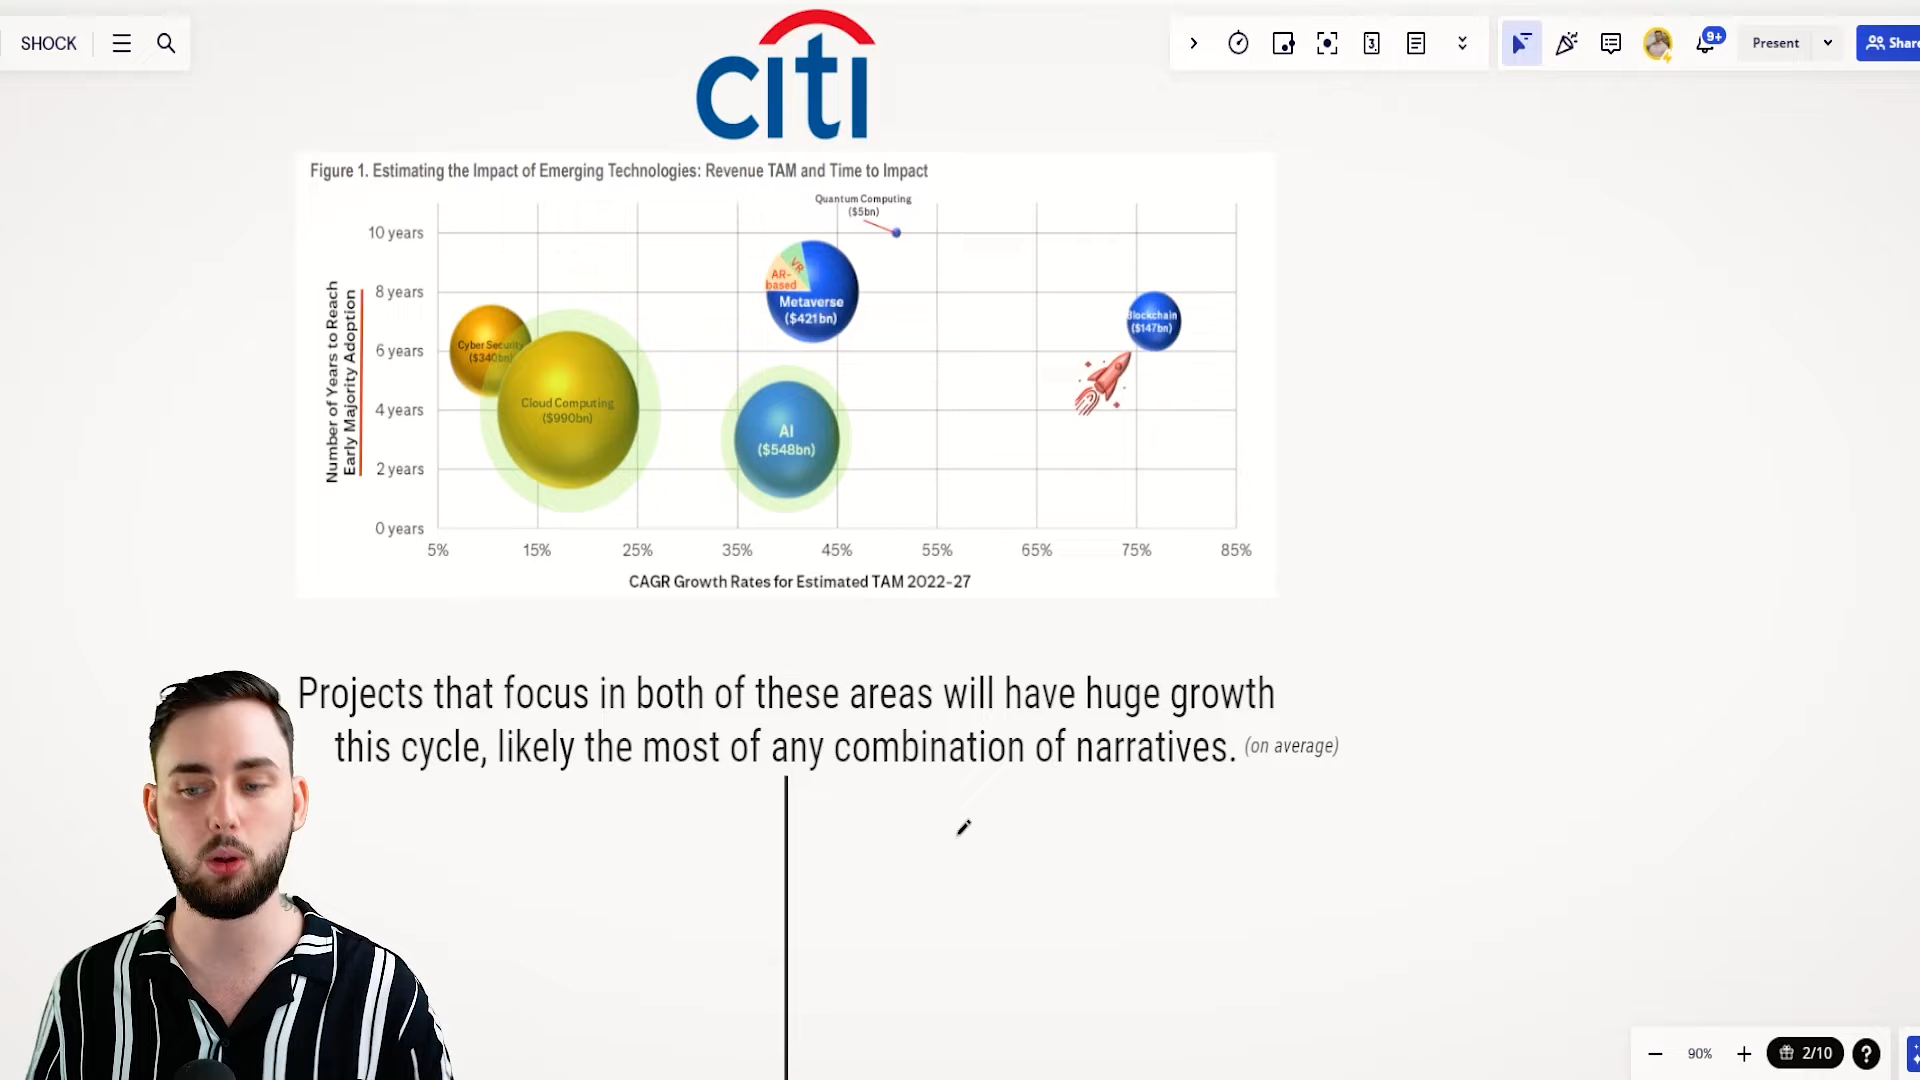 SHOCK
citi
3
9+
Present
Share
Figure 1. Estimating the Impact of Emerging Technologies: Revenue TAM and Time to Impact
Quantum Computing
($5bn)
Number of Years to Reach
Early Majority Adoption
10 years
8 years
6 years
4 years
2 years
0 years
VR
AR-
based
Metaverse
($421bn)
Blockchain
($147bn)
Cyber Security
($340bn)
Cloud Computing
($990bn)
AI
($548bn)
5%
15%
25%
35%
45%
55%
65%
75%
85%
CAGR Growth Rates for Estimated TAM 2022-27
Projects that focus in both of these areas will have huge growth
this cycle, likely the most of any combination of narratives. (on average)
90%
2/10
?